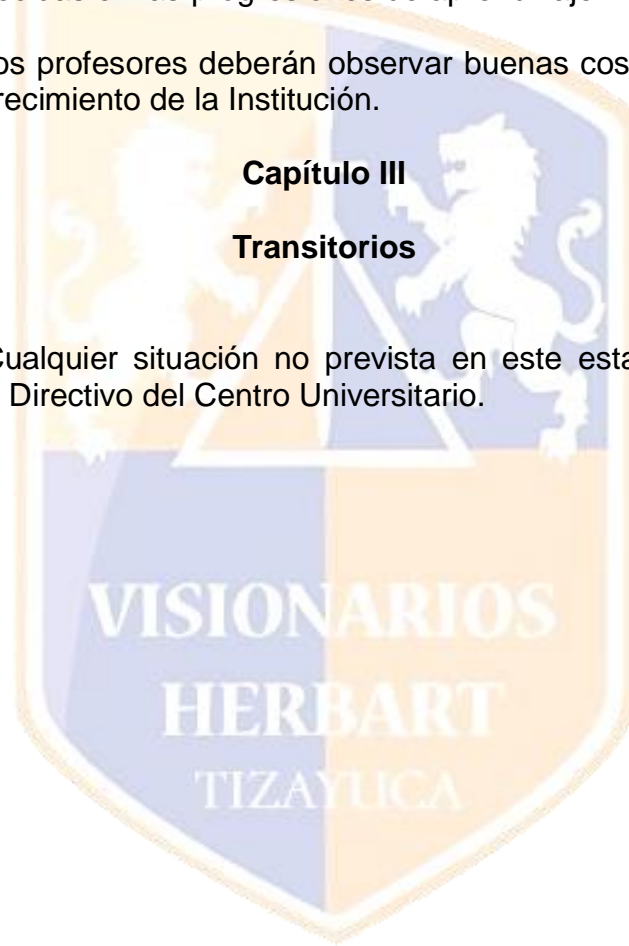 os profesores deberán observar buenas cos
recimiento de la Institución.
Capítulo III
Transitorios
Cualquier situación no prevista en este esta
Directivo del Centro Universitario.
VISIONARIOS
HERBART
TIZAYUCA